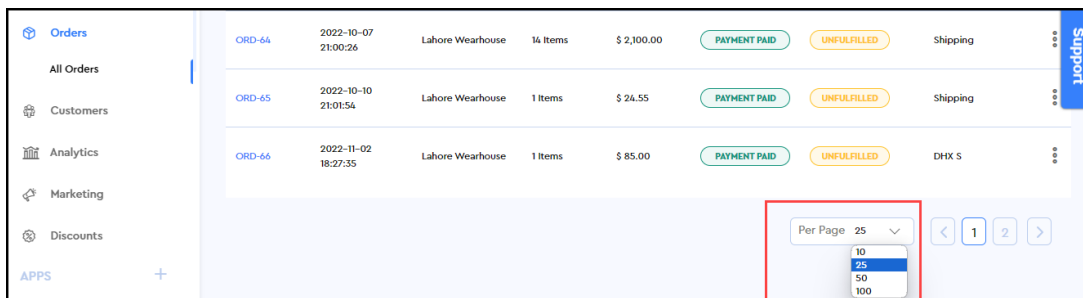 Orders
All Orders
Customers
Analytics
Marketing
Discounts
APPS
ORD-64 2022-10-07 21:00:26 Lahore Wearhouse 14 Items $ 2,100.00 PAYMENT PAID UNFULFILLED Shipping
ORD-65 2022-10-10 21:01:54 Lahore Wearhouse 1 Items $ 24.55 PAYMENT PAID UNFULFILLED Shipping
ORD-66 2022-11-02 18:27:35 Lahore Wearhouse 1 Items $ 85.00 PAYMENT PAID UNFULFILLED DHX S
Per Page 25 1 2
10
25
50
100
Support